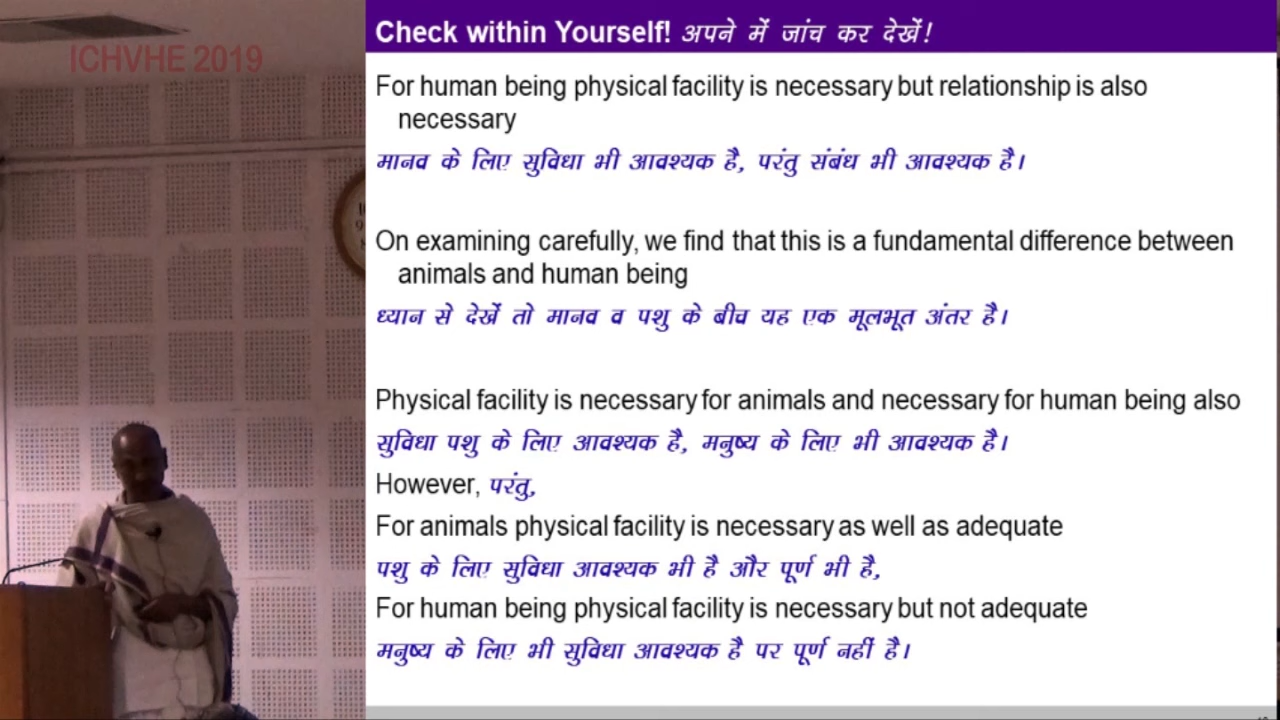 ICHVHE 2019
Check within Yourself! अपने में जांच कर देखें!
For human being physical facility is necessary but relationship is also
necessary
मानव के लिए सुविधा भी आवश्यक है, परंतु संबंध भी आवश्यक है।
On examining carefully, we find that this is a fundamental difference between
animals and human being
ध्यान से देखें तो मानव व पशु के बीच यह एक मूलभूत अंतर है।
Physical facility is necessary for animals and necessary for human being also
सुविधा पशु के लिए आवश्यक है, मनुष्य के लिए भी आवश्यक है।
However, परंतु,
For animals physical facility is necessary as well as adequate
पशु के लिए सुविधा आवश्यक भी है और पूर्ण भी है,
For human being physical facility is necessary but not adequate
मनुष्य के लिए भी सुविधा आवश्यक है पर पूर्ण नहीं है।